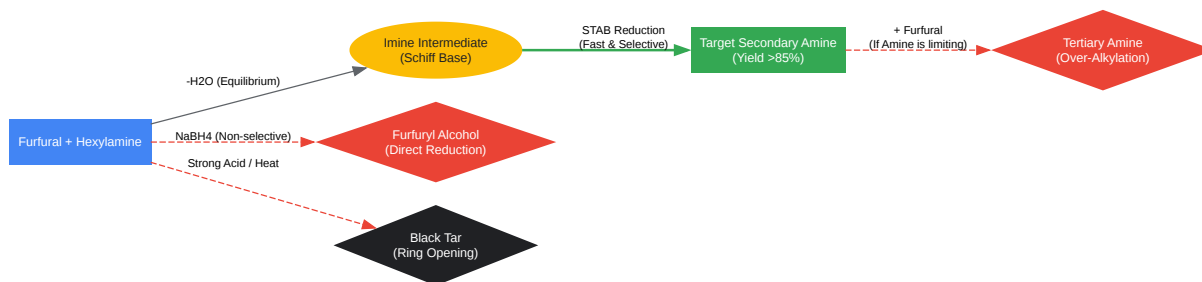 Imine Intermediate
(Schiff Base)
STAB Reduction
(Fast & Selective)
Target Secondary Amine
(Yield >85%)
+ Furfural
(If Amine is limiting)
Tertiary Amine
(Over-Alkylation)
-H2O (Equilibrium)
Furfural + Hexylamine
NaBH4 (Non-selective)
Furfuryl Alcohol
(Direct Reduction)
Strong Acid / Heat
Black Tar
(Ring Opening)